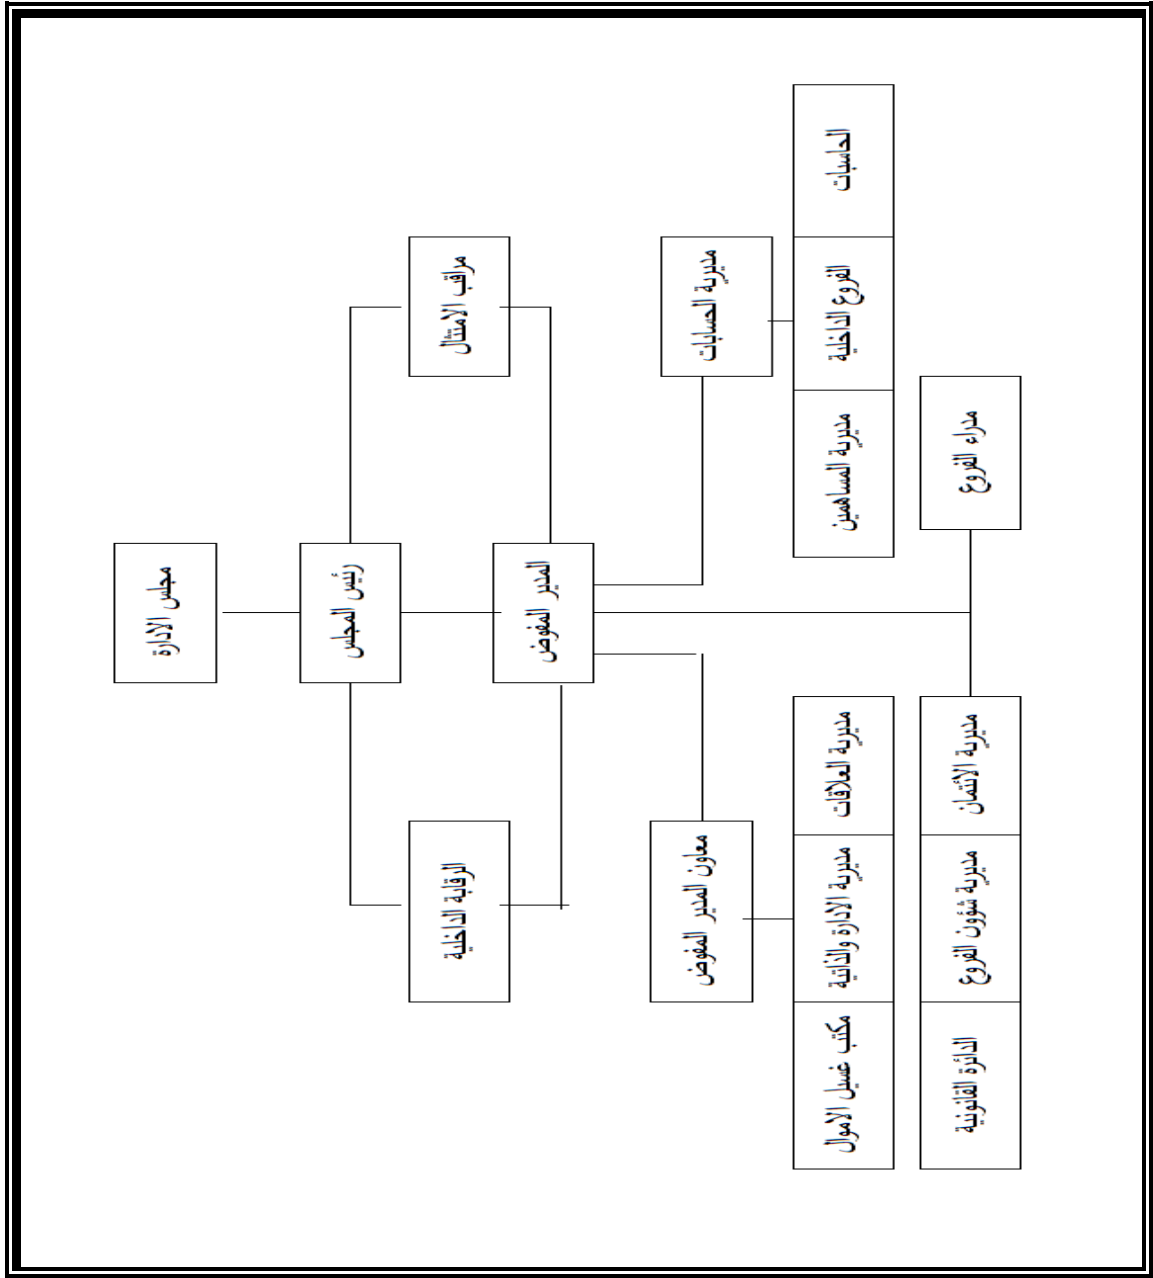 مجلس الادارة
رئيس المجلس
مراقب الامتثال
الرقابة الداخلية
المدير المفوض
مديرية الحسابات
معاون المدير المفوض
الحاسبات
الفروع الداخلية
مديرية المساهمين
مديرية العلاقات
مديرية الادارة والذاتية
مكتب غسيل الاموال
مدراء الفروع
مديرية الأئتمان
مديرية شؤون الفروع
الدائرة القانونية